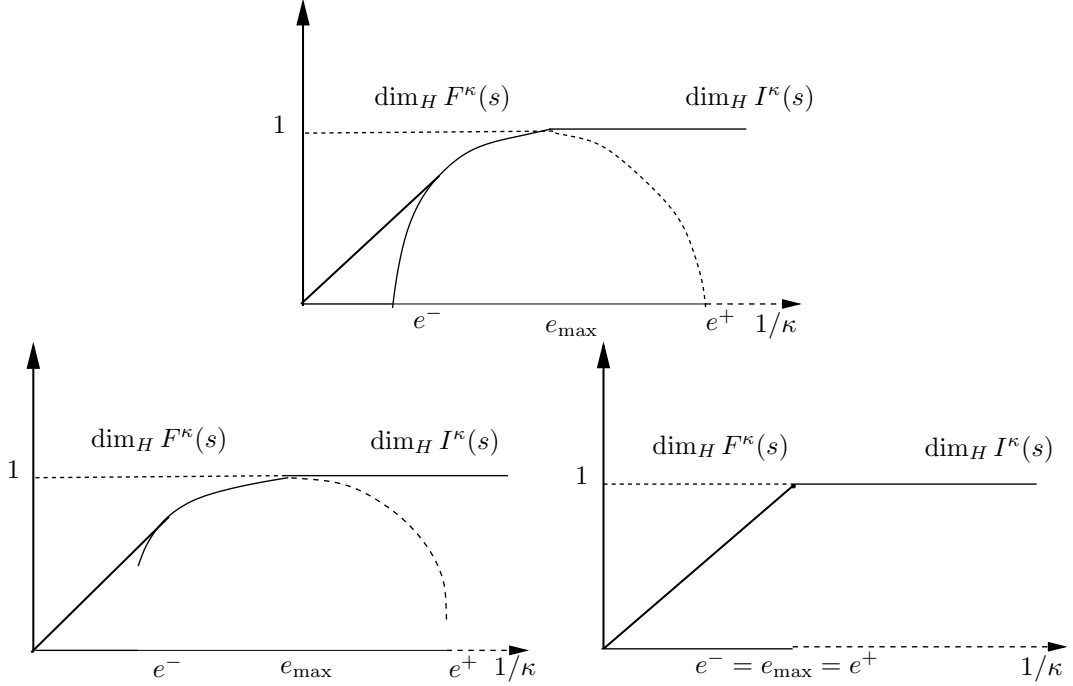 dim_H F^κ(s) dim_H I^κ(s)
1
e^- e_max e^+ 1/κ
dim_H F^κ(s) dim_H I^κ(s)
1
e^- e_max e^+ 1/κ
dim_H F^κ(s) dim_H I^κ(s)
1
e^- = e_max = e^+ 1/κ